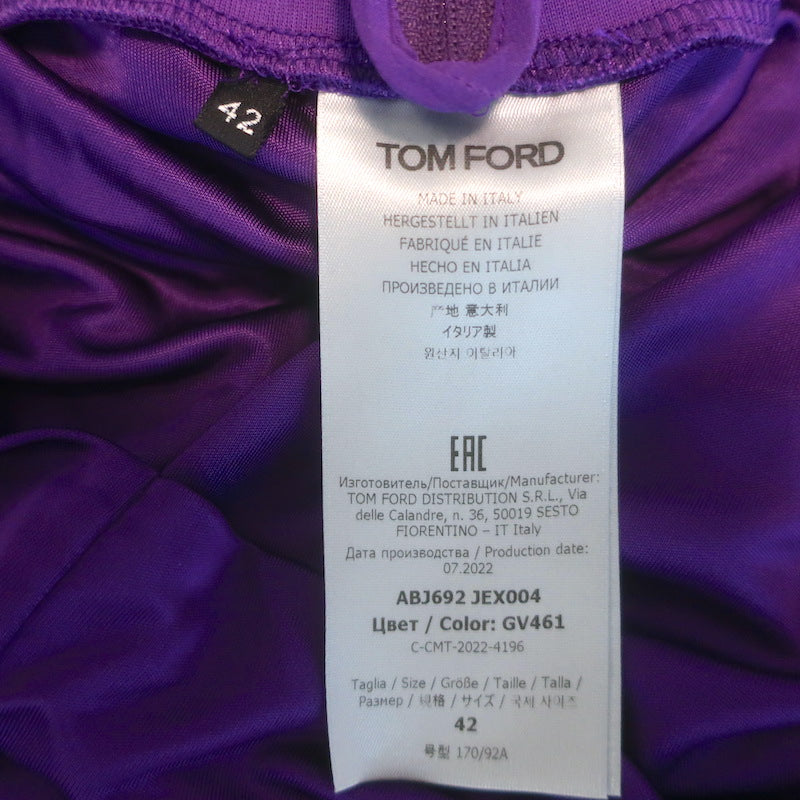 42
TOM FORD
MADE IN ITALY
HERGESTELLT IN ITALIEN
FABRIQUÉ EN ITALIE
HECHO EN ITALIA
ПРОИЗВЕДЕНО В ИТАЛИИ
产地 意大利
イタリア製
원산지 이탈리아
EAC
Изготовитель/Поставщик/Manufacturer:
TOM FORD DISTRIBUTION S.R.L., Via
delle Calandre, n. 36, 50019 SESTO
FIORENTINO – IT Italy
Дата производства / Production date:
07.2022
ABJ692 JEX004
Цвет / Color: GV461
C-CMT-2022-4196
Taglia / Size / Größe / Taille / Talla /
Размер / 规格 / サイズ / 국제 사이즈
42
号型 170/92A